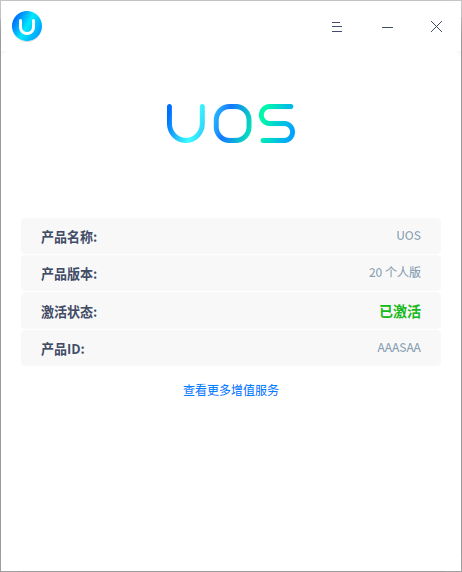 UOS
产品名称: UOS
产品版本: 20 个人版
激活状态: 已激活
产品ID: AAASAA
查看更多增值服务